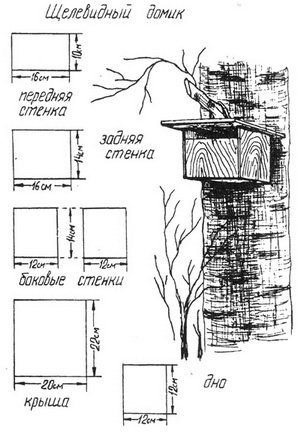 Щелевидный домик
10см
16см
передняя
стенка
14см
16см
задняя
стенка
14см
12см
12см
боковые стенки
22см
20см
крыша
12см
12см
дно